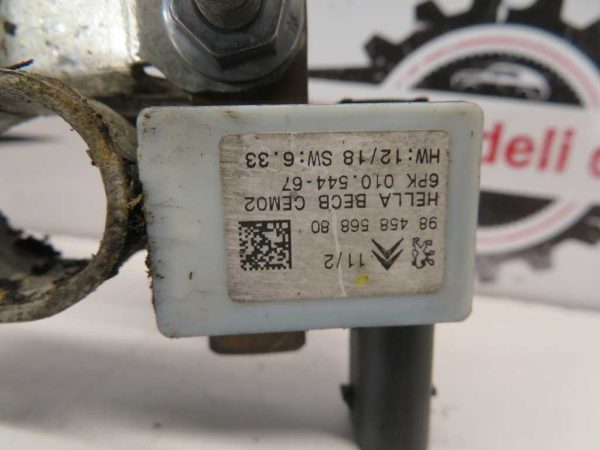 11/2
98 458 568 80
HELLA BECB CEM02
6PK 010.544-67
HW:12/18 SW:6.33
deli d